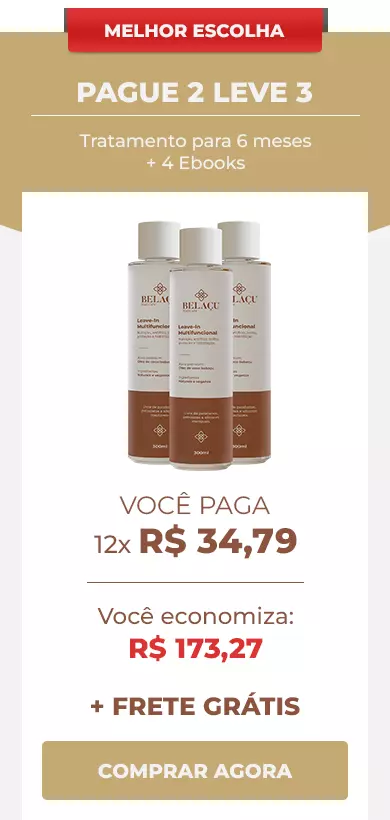 MELHOR ESCOLHA
PAGUE 2 LEVE 3
Tratamento para 6 meses
+ 4 Ebooks
BELAÇU
Leave-In
Multifuncional
300ml
VOCÊ PAGA
12x R$ 34,79
Você economiza:
R$ 173,27
+ FRETE GRÁTIS
COMPRAR AGORA